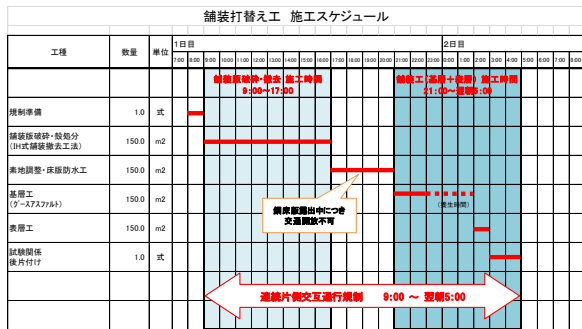 舗装打替え工 施工スケジュール
工種 数量 単位 1日目 2日目
7:00 8:00 9:00 10:00 11:00 12:00 13:00 14:00 15:00 16:00 17:00 18:00 19:00 20:00 21:00 22:00 23:00 0:00 1:00 2:00 3:00 4:00 5:00 6:00 7:00 8:00
舗装版破砕・撤去 施工時間
9:00～17:00
舗装工(基層+表層) 施工時間
21:00～翌朝5:00
規制準備 1.0 式
舗装版破砕・殻処分
(IH式舗装撤去工法)
150.0 m2
素地調整・床版防水工 150.0 m2
基層工
(グースアスファルト)
150.0 m2
(養生時間)
鋼床版露出中につき
交通開放不可
表層工 150.0 m2
試験関係
後片付け
1.0 式
連続片側交互通行規制 9:00 ～ 翌朝5:00